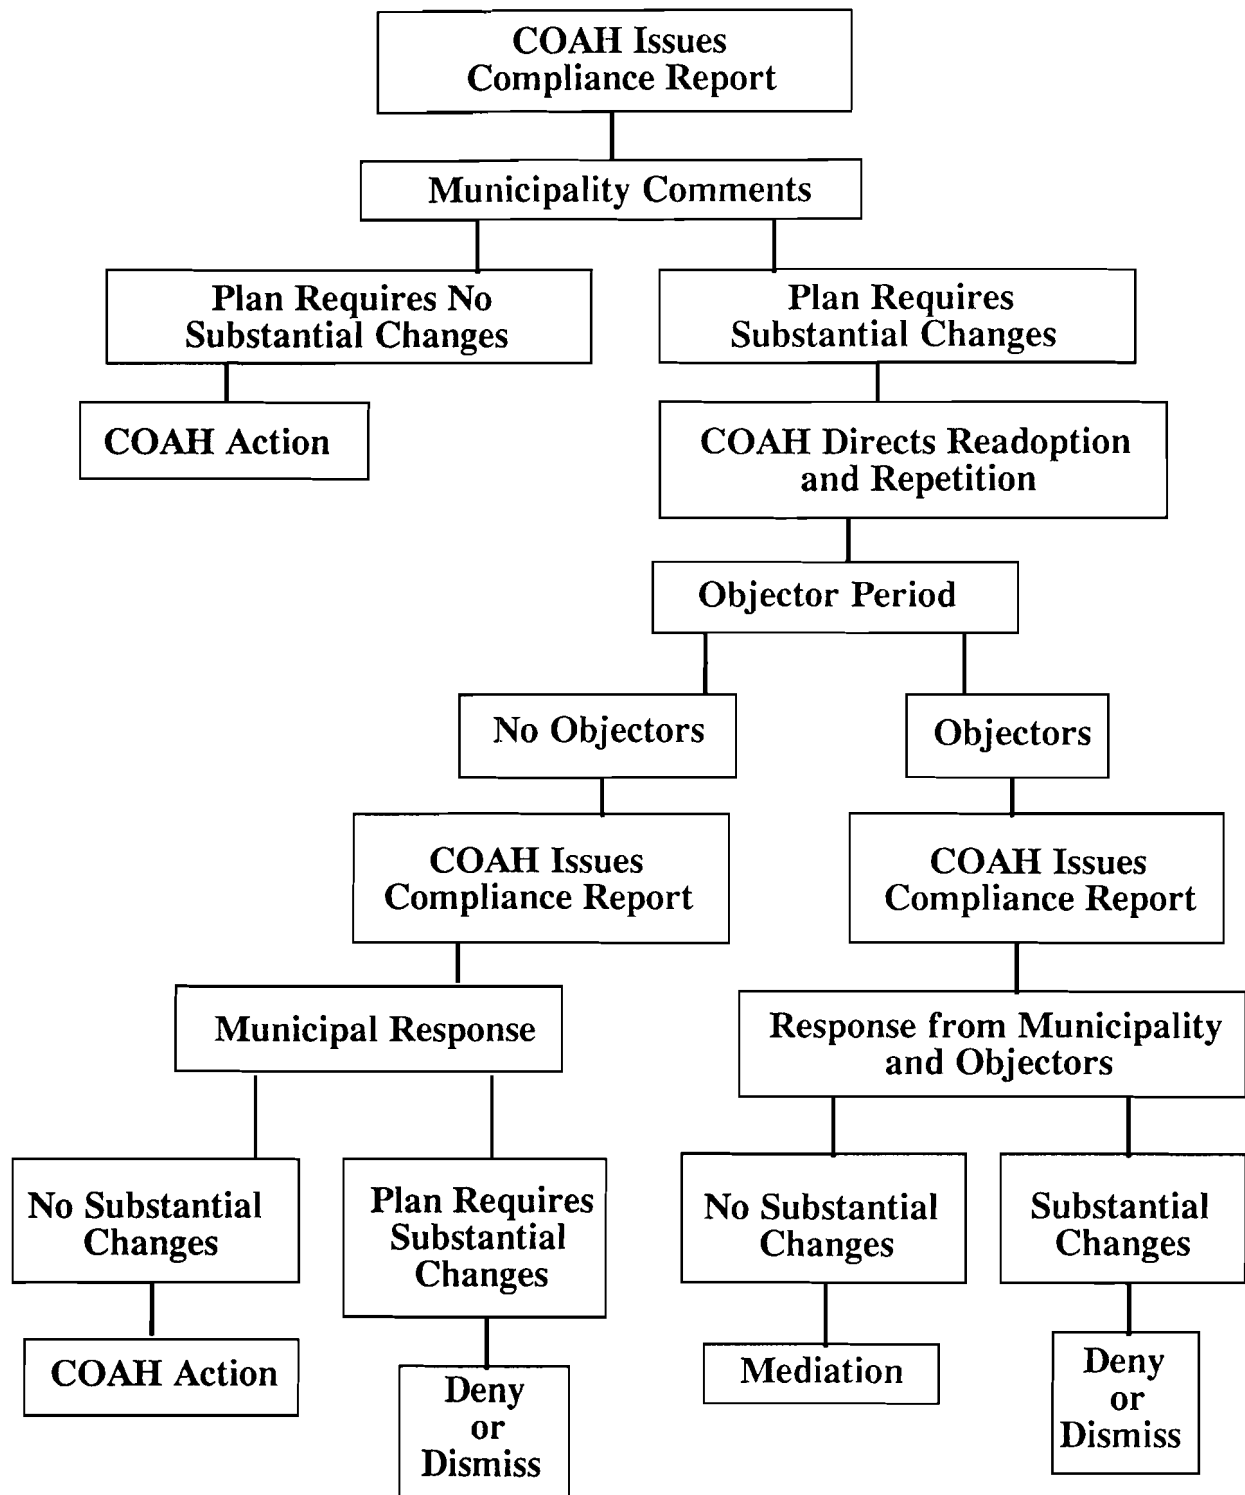 COAH Issues
Compliance Report
Municipality Comments
Plan Requires No
Substantial Changes
Plan Requires
Substantial Changes
COAH Action
COAH Directs Readoption
and Repetition
Objector Period
No Objectors
Objectors
COAH Issues
Compliance Report
COAH Issues
Compliance Report
Municipal Response
Response from Municipality
and Objectors
No Substantial
Changes
Plan Requires
Substantial
Changes
No Substantial
Changes
Substantial
Changes
COAH Action
Deny
or
Dismiss
Mediation
Deny
or
Dismiss